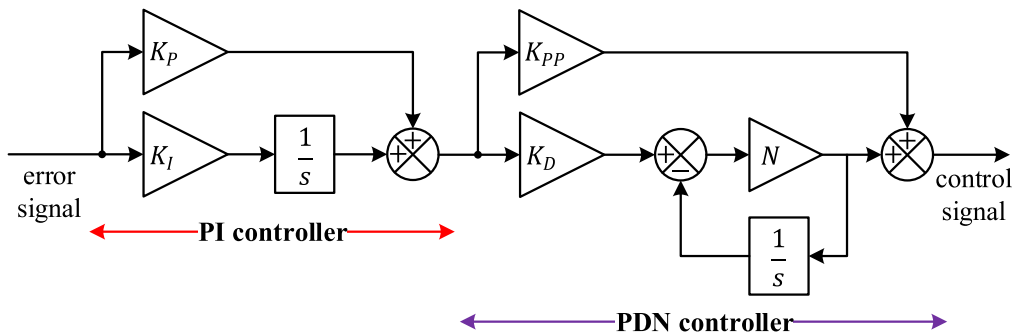 K_P
K_PP
K_I
1
s
+
+
K_D
+
−
N
+
+
error
signal
control
signal
1
s
PI controller
PDN controller